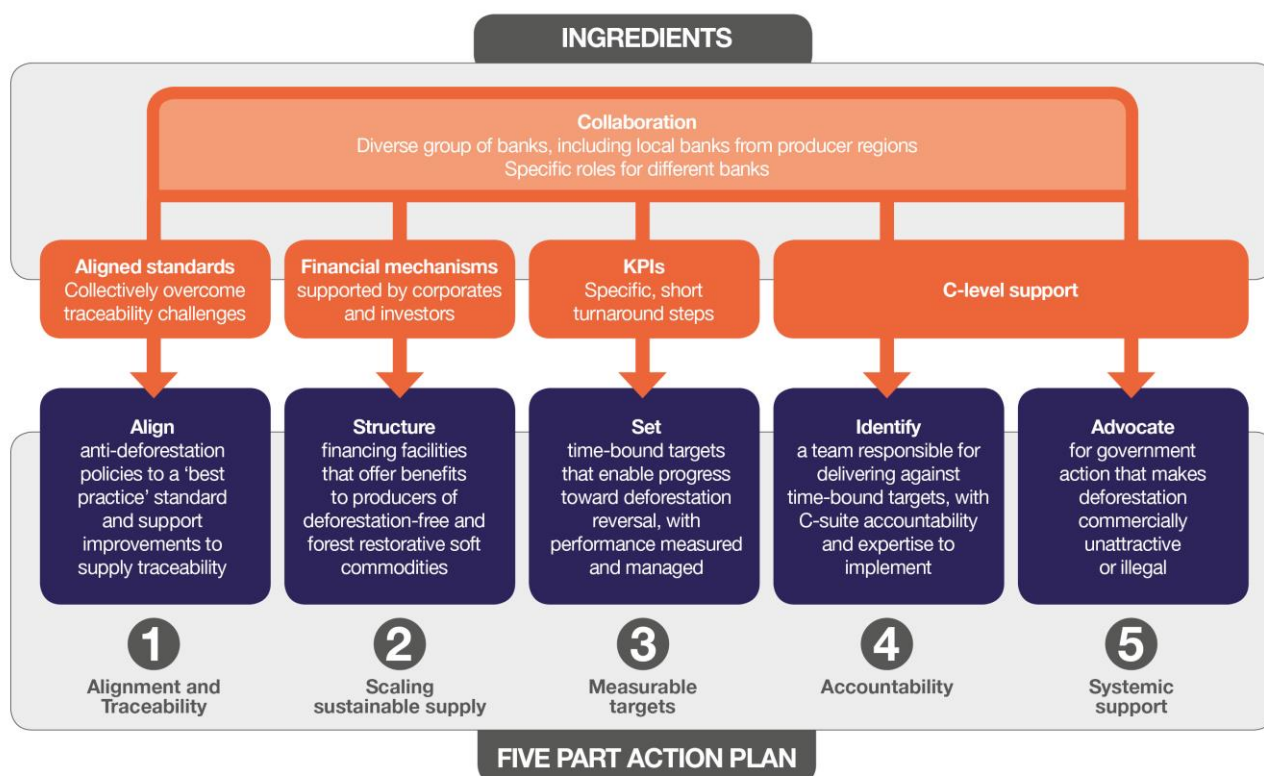 INGREDIENTS
Collaboration
Diverse group of banks, including local banks from producer regions
Specific roles for different banks
Aligned standards
Collectively overcome
traceability challenges
Financial mechanisms
supported by corporates
and investors
KPIs
Specific, short
turnaround steps
C-level support
Align
anti-deforestation
policies to a ‘best
practice’ standard
and support
improvements to
supply traceability
Structure
financing facilities
that offer benefits
to producers of
deforestation-free and
forest restorative soft
commodities
Set
time-bound targets
that enable progress
toward deforestation
reversal, with
performance measured
and managed
Identify
a team responsible for
delivering against
time-bound targets, with
C-suite accountability
and expertise to
implement
Advocate
for government
action that makes
deforestation
commercially
unattractive
or illegal
1
Alignment and
Traceability
2
Scaling
sustainable supply
3
Measurable
targets
4
Accountability
5
Systemic
support
FIVE PART ACTION PLAN